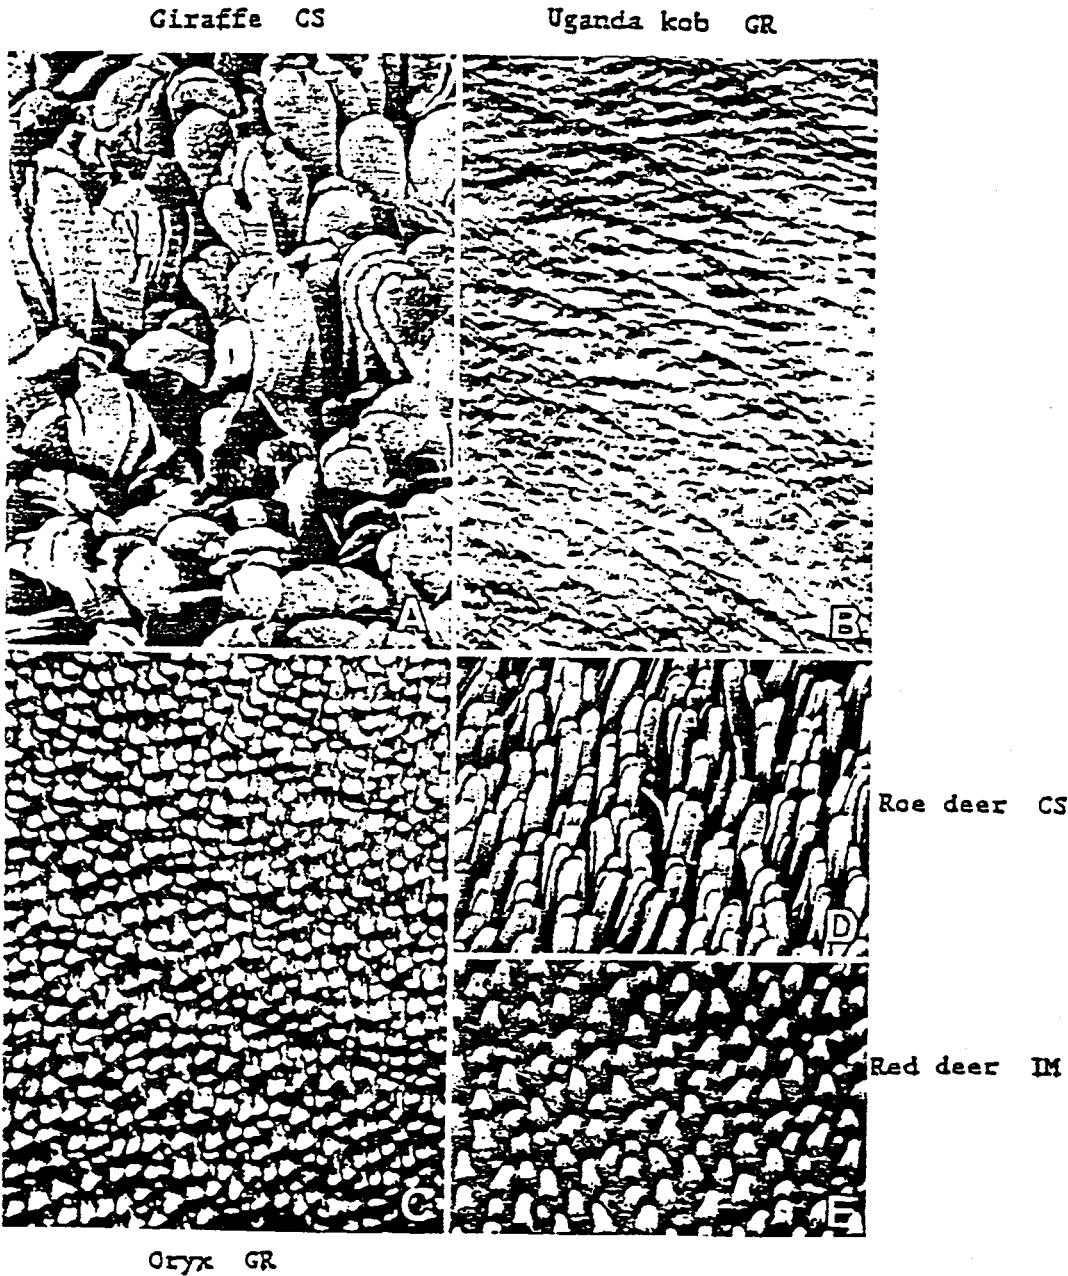 Giraffe CS
Uganda kob GR
A
B
Roe deer CS
D
Red deer IM
C
E
Oryx GR